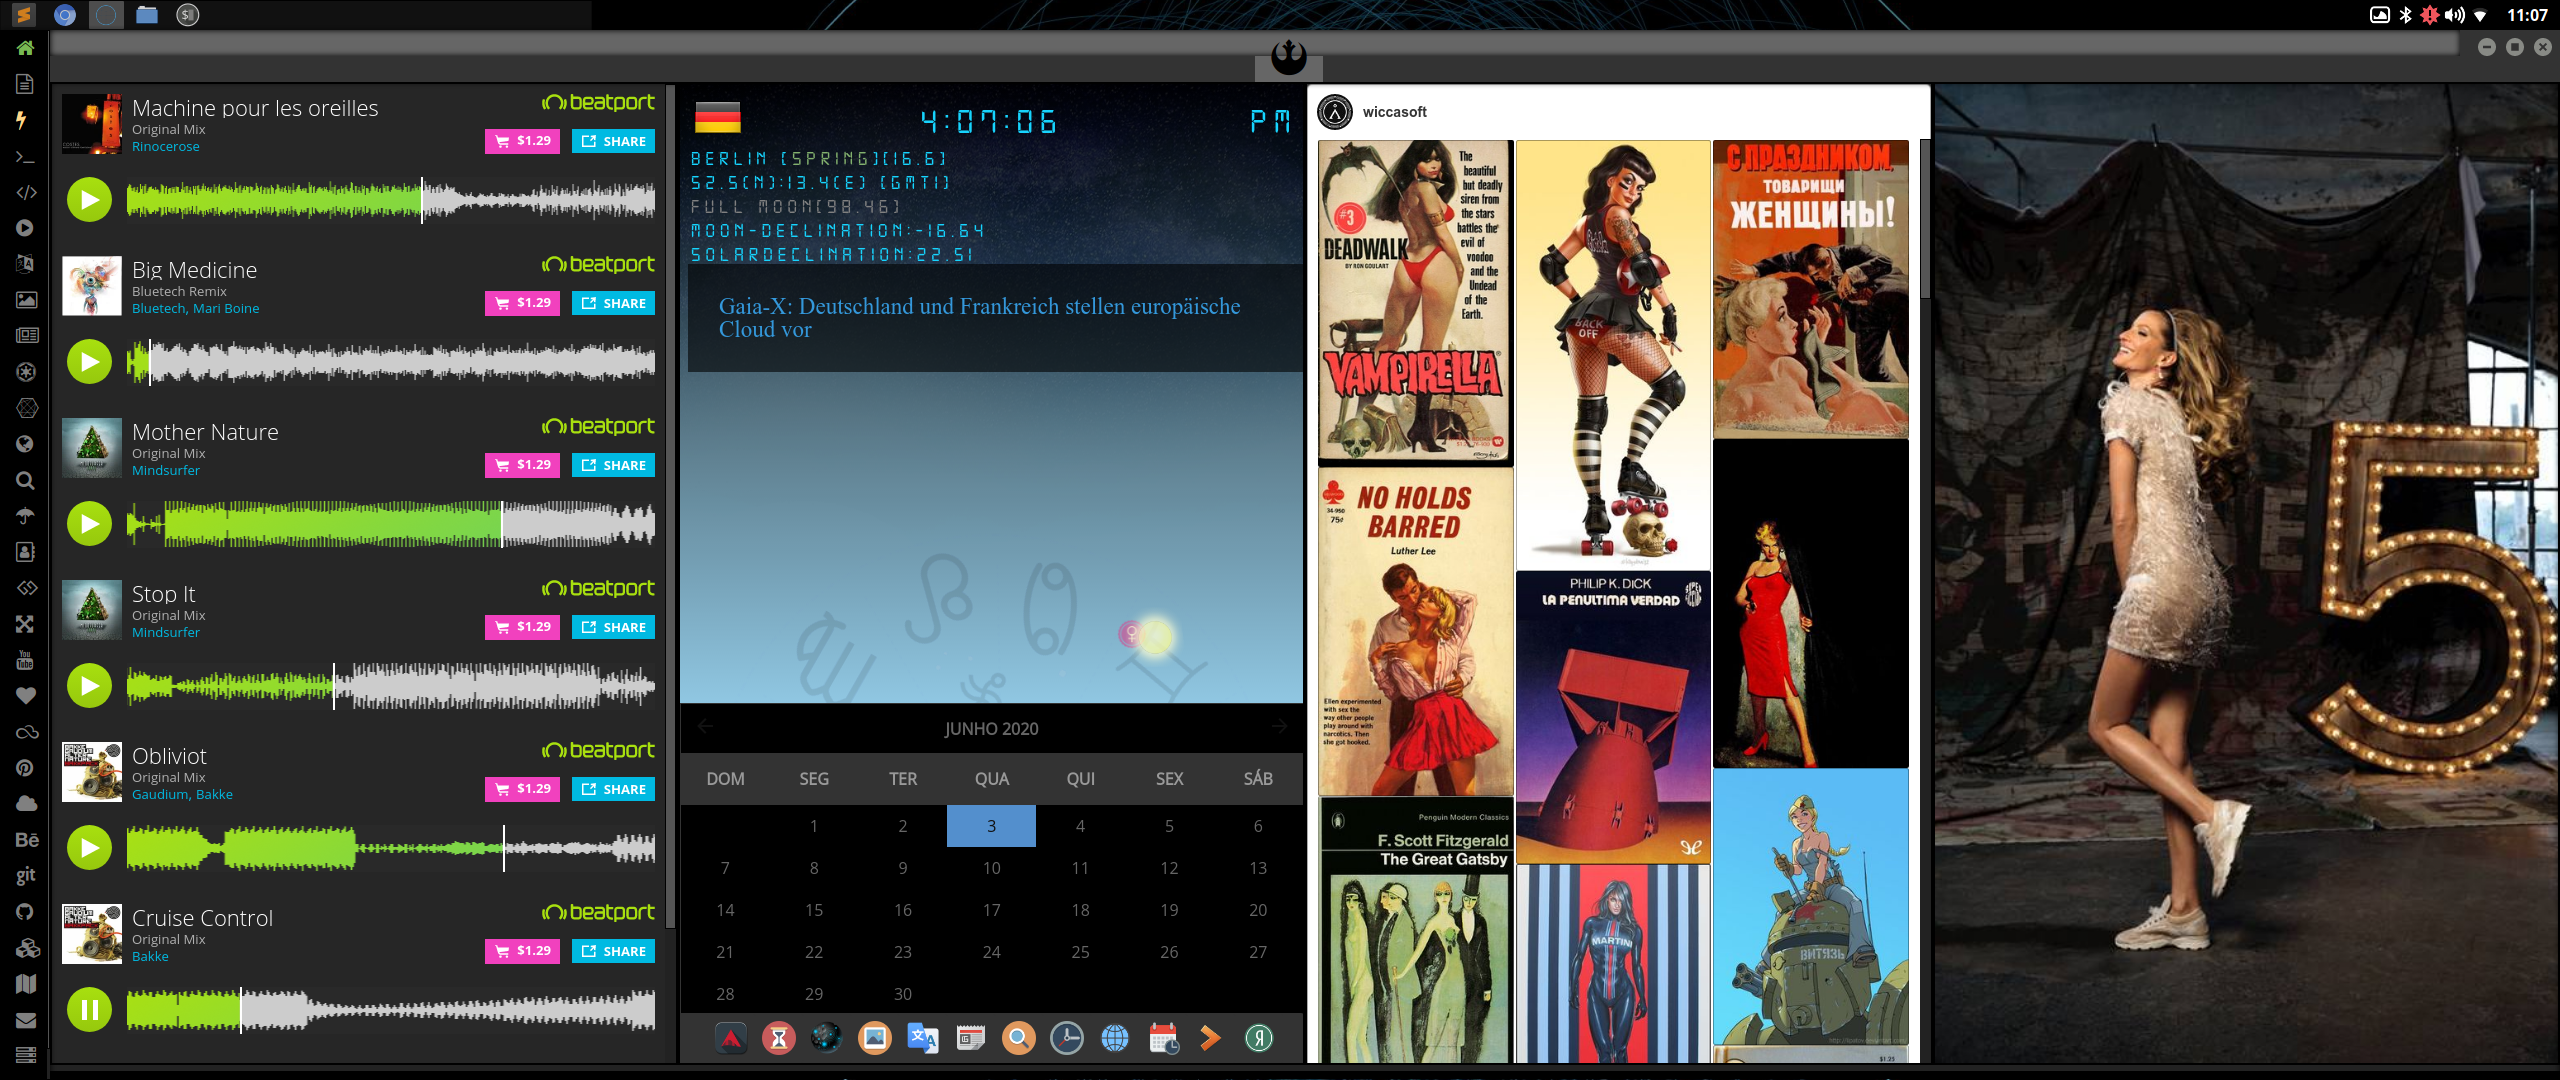 11:07
Machine pour les oreilles
beatport
Original Mix
$1.29
SHARE
Rinocerose
Big Medicine
beatport
Bluetech Remix
$1.29
SHARE
Bluetech, Mari Boine
Mother Nature
beatport
Original Mix
$1.29
SHARE
Mindsurfer
Stop It
beatport
Original Mix
$1.29
SHARE
Mindsurfer
Obliviot
beatport
Original Mix
$1.29
SHARE
Gaudium, Bakke
Cruise Control
beatport
Original Mix
$1.29
SHARE
Bakke
You
Tube
Bē
git
4:07:06 PM
BERLIN [SPRING][16.6]
52.5(N):13.4(E) [GMT1]
FULL MOON[98.46]
MOON-DECLINATION:-16.64
SOLARDECLINATION:22.51
Gaia-X: Deutschland und Frankreich stellen europäische
Cloud vor
JUNHO 2020
DOM SEG TER QUA QUI SEX SÁB
1 2 3 4 5 6
7 8 9 10 11 12 13
14 15 16 17 18 19 20
21 22 23 24 25 26 27
28 29 30
wiccasoft
The
beautiful
but deadly
siren from
the stars
battles the
evil of
voodoo
and the
Undead
of the
Earth.
#3
DEADWALK
BY RON GOULART
VAMPIRELLA
BACK
OFF
С ПРАЗДНИКОМ,
ТОВАРИЩИ
ЖЕНЩИНЫ!
34-950
75¢
NO HOLDS
BARRED
Luther Lee
Ellen experimented
with sex the
way other people
play around with
narcotics. Then
she got hooked.
PHILIP K. DICK
LA PENULTIMA VERDAD
Penguin Modern Classics
F. Scott Fitzgerald
The Great Gatsby
MARTINI
ВИТЯЗЬ
$1.25
5